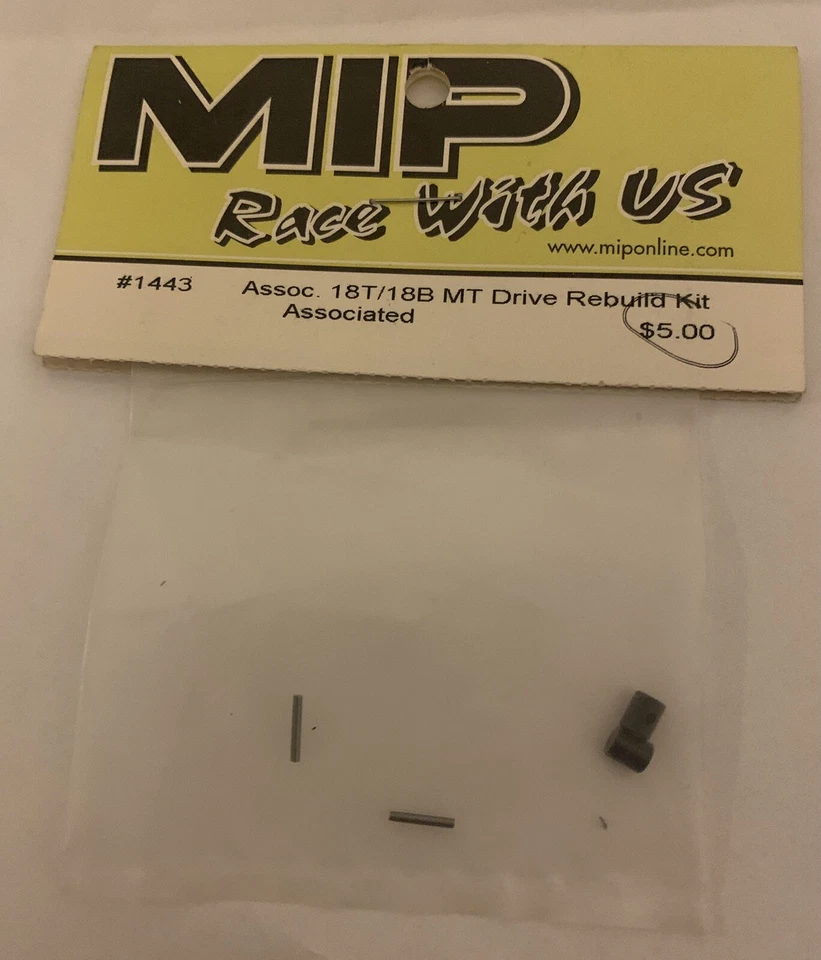 MIP
Race With US
www.miponline.com
#1443 Assoc. 18T/18B MT Drive Rebuild Kit
Associated
$5.00